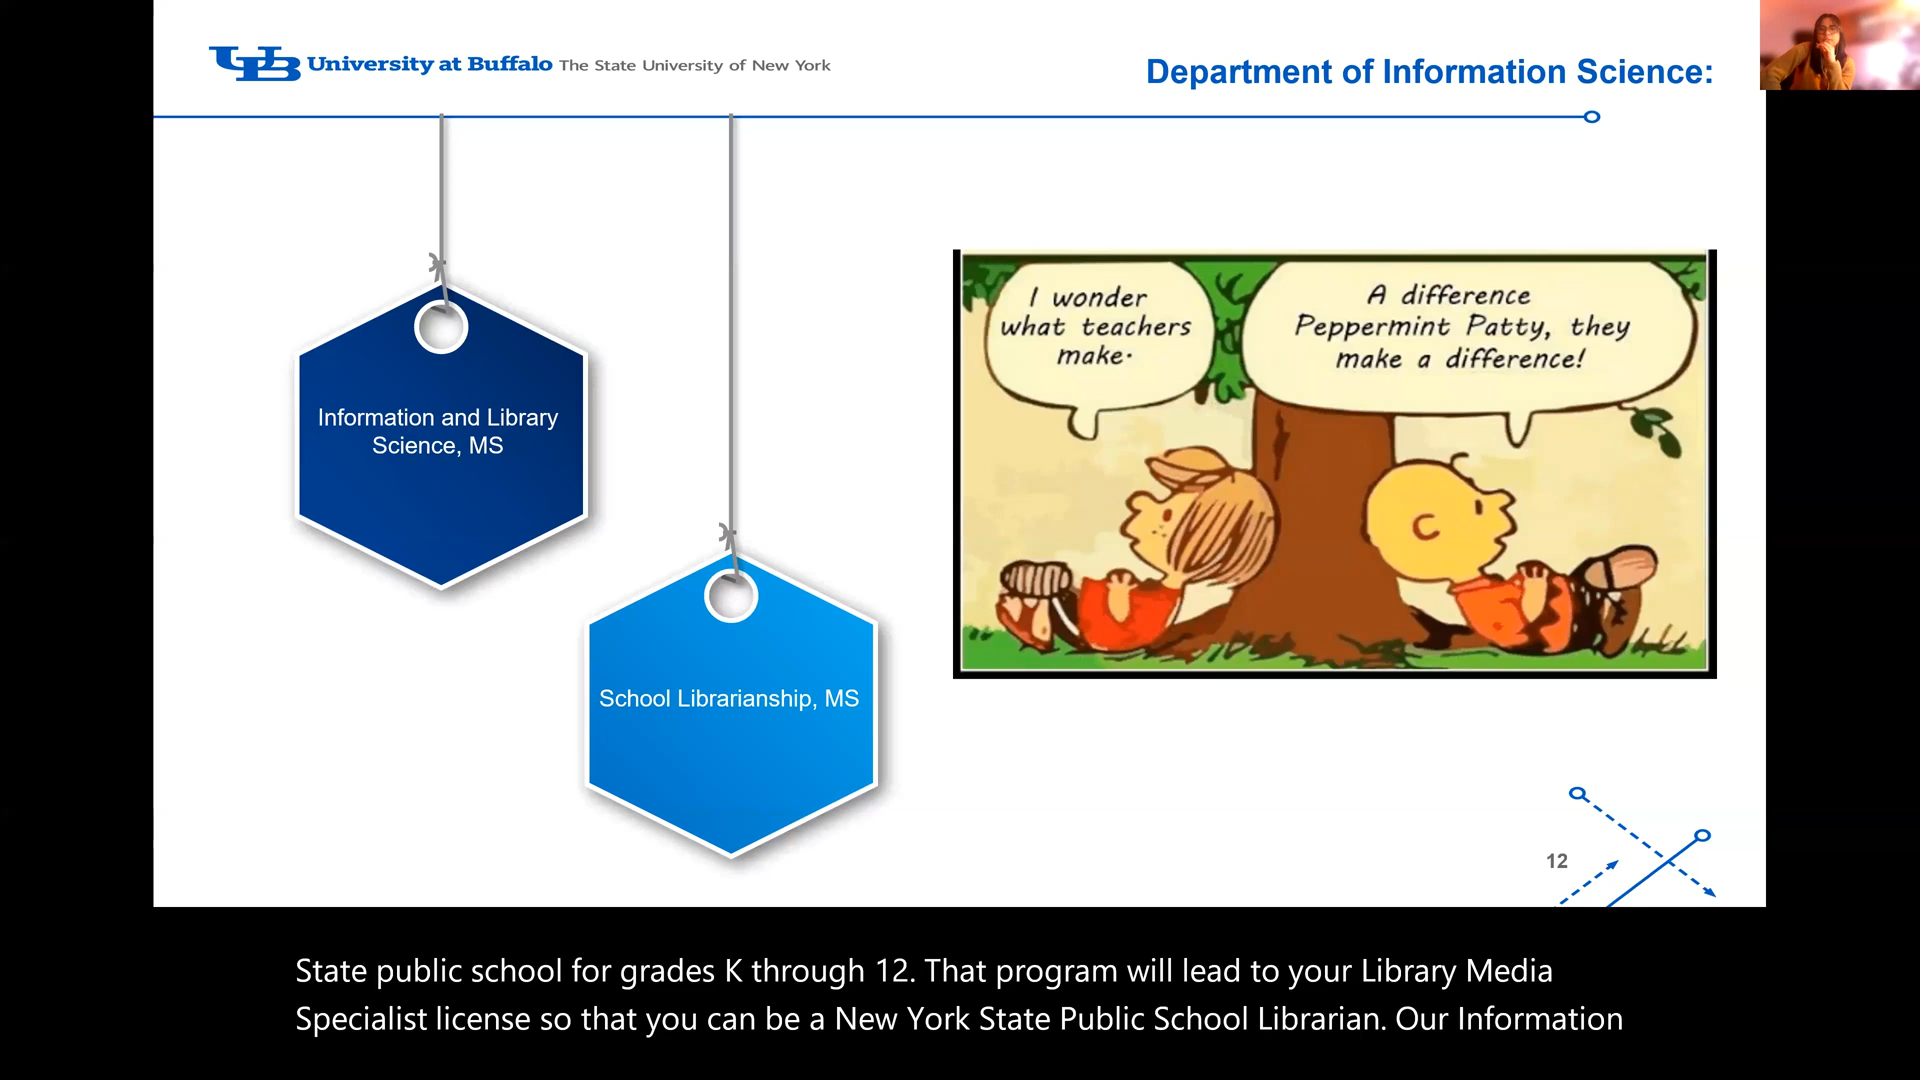 UB University at Buffalo The State University of New York
Department of Information Science:
Information and Library
Science, MS
School Librarianship, MS
I wonder
what teachers
make.
A difference
Peppermint Patty, they
make a difference!
12
State public school for grades K through 12. That program will lead to your Library Media
Specialist license so that you can be a New York State Public School Librarian. Our Information